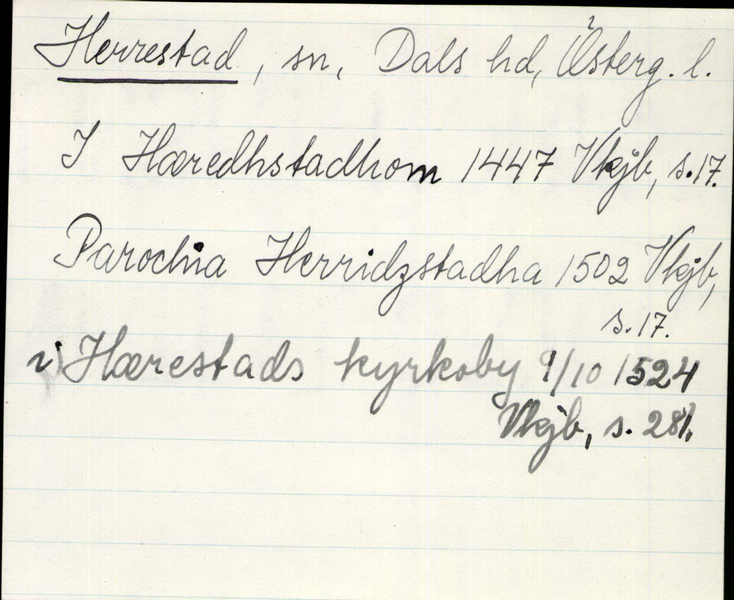 Herrestad, sn, Dals hd, Österg. l.
I Hæredhstadhom 1447 Vkjb, s.17.
Parochia Herridzstadha 1502 Vkjb,
s.17.
i Hærestads kyrkoby 9/10 1524
Vkjb, s.